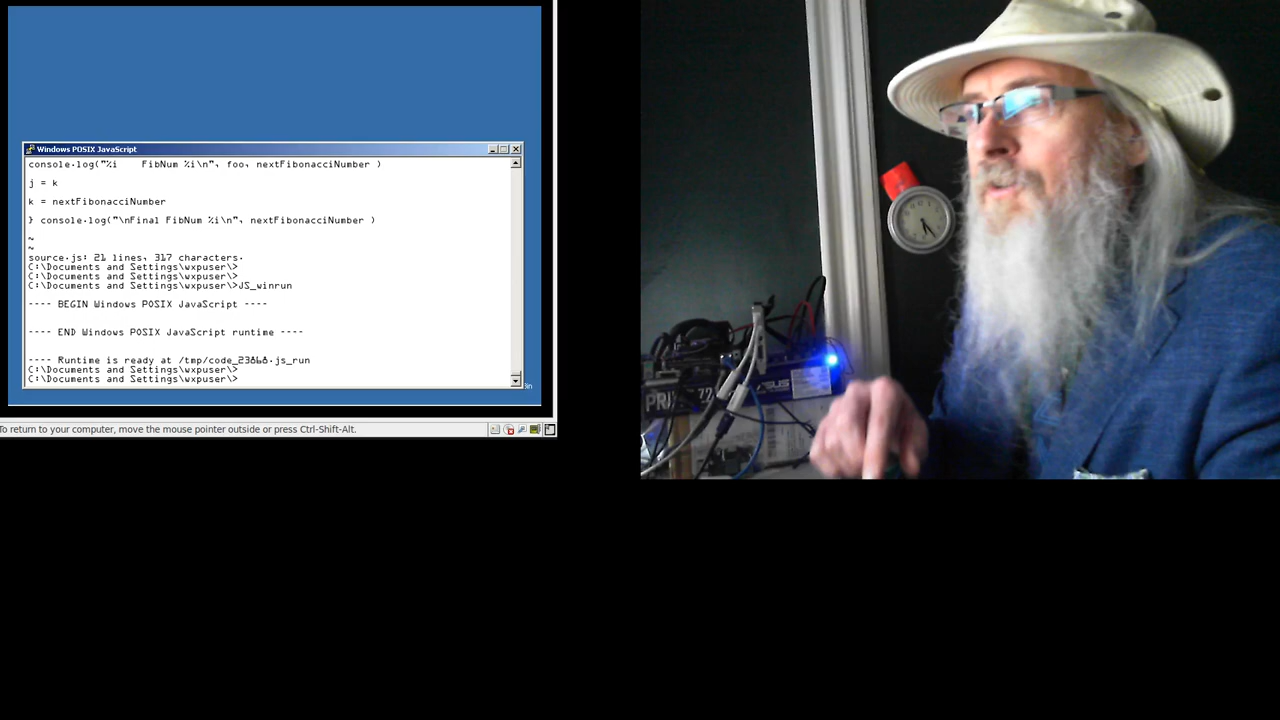 Windows POSIX JavaScript
console.log("%i    FibNum %i\n", foo, nextFibonacciNumber )
j = k
k = nextFibonacciNumber
} console.log("\nFinal FibNum %i\n", nextFibonacciNumber )
~
~
source.js: 21 lines, 317 characters.
C:\Documents and Settings\wxpuser\>
C:\Documents and Settings\wxpuser\>
C:\Documents and Settings\wxpuser\>JS_winrun
---- BEGIN Windows POSIX JavaScript ----
---- END Windows POSIX JavaScript runtime ----
---- Runtime is ready at /tmp/code_23868.js_run
C:\Documents and Settings\wxpuser\>
C:\Documents and Settings\wxpuser\>
To return to your computer, move the mouse pointer outside or press Ctrl-Shift-Alt.
ASUS